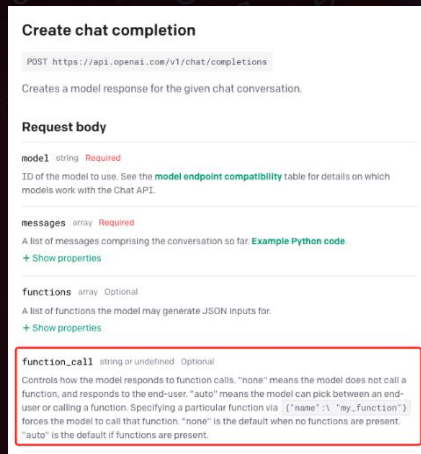 Create chat completion
POST https://api.openai.com/v1/chat/completions
Creates a model response for the given chat conversation.
Request body
model string Required
ID of the model to use. See the model endpoint compatibility table for details on which
models work with the Chat API.
messages array Required
A list of messages comprising the conversation so far. Example Python code.
+ Show properties
functions array Optional
A list of functions the model may generate JSON inputs for.
+ Show properties
function_call string or undefined Optional
Controls how the model responds to function calls. "none" means the model does not call a
function, and responds to the end-user. "auto" means the model can pick between an end-
user or calling a function. Specifying a particular function via {"name":\ "my_function"}
forces the model to call that function. "none" is the default when no functions are present.
"auto" is the default if functions are present.